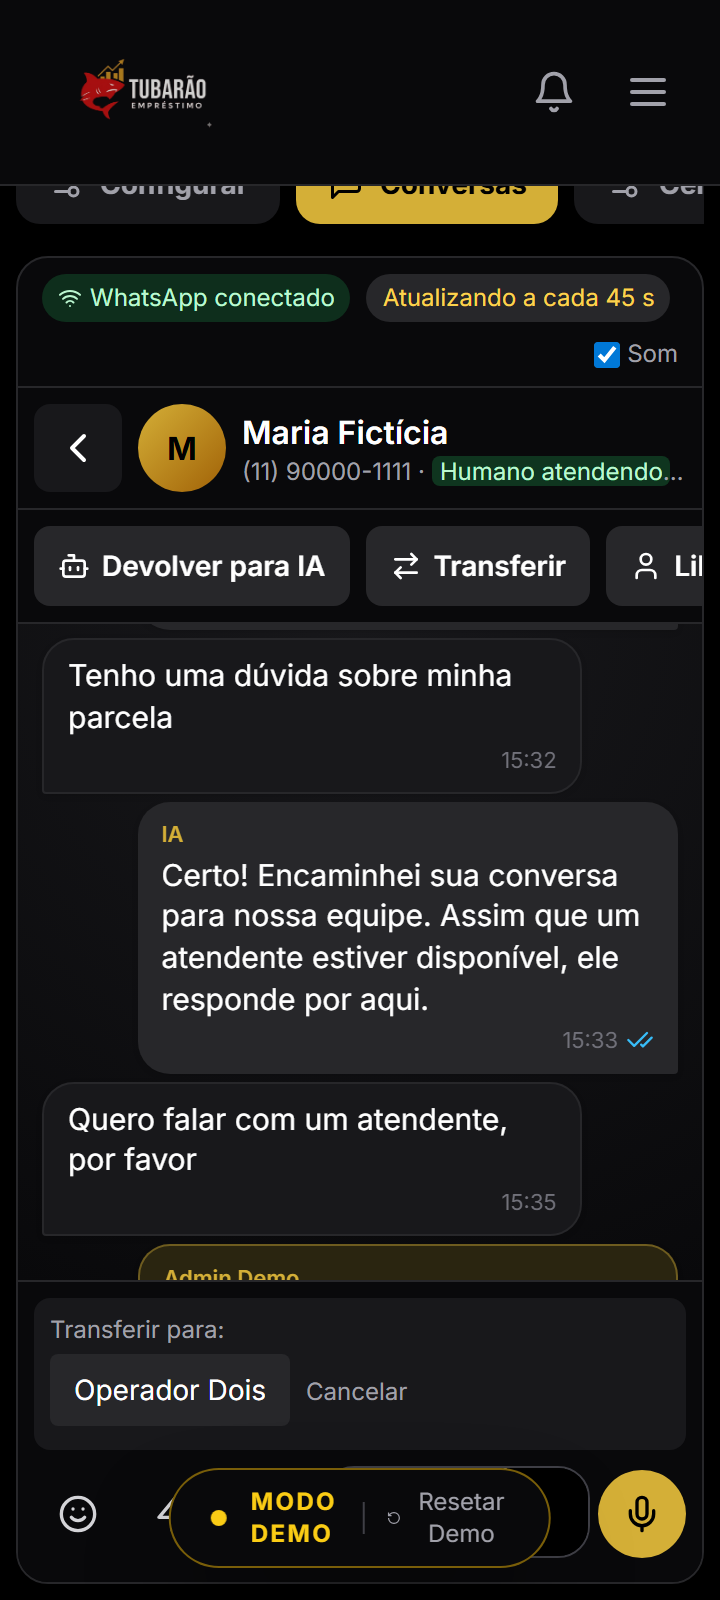 TUBARÃO
EMPRÉSTIMO
Configurar
Conversas
WhatsApp conectado
Atualizando a cada 45 s
Som
M
Maria Fictícia
(11) 90000-1111 · Humano atendendo...
Devolver para IA
Transferir
Tenho uma dúvida sobre minha
parcela
15:32
IA
Certo! Encaminhei sua conversa
para nossa equipe. Assim que um
atendente estiver disponível, ele
responde por aqui.
15:33
Quero falar com um atendente,
por favor
15:35
Admin Demo
Transferir para:
Operador Dois
Cancelar
MODO
DEMO
Resetar
Demo